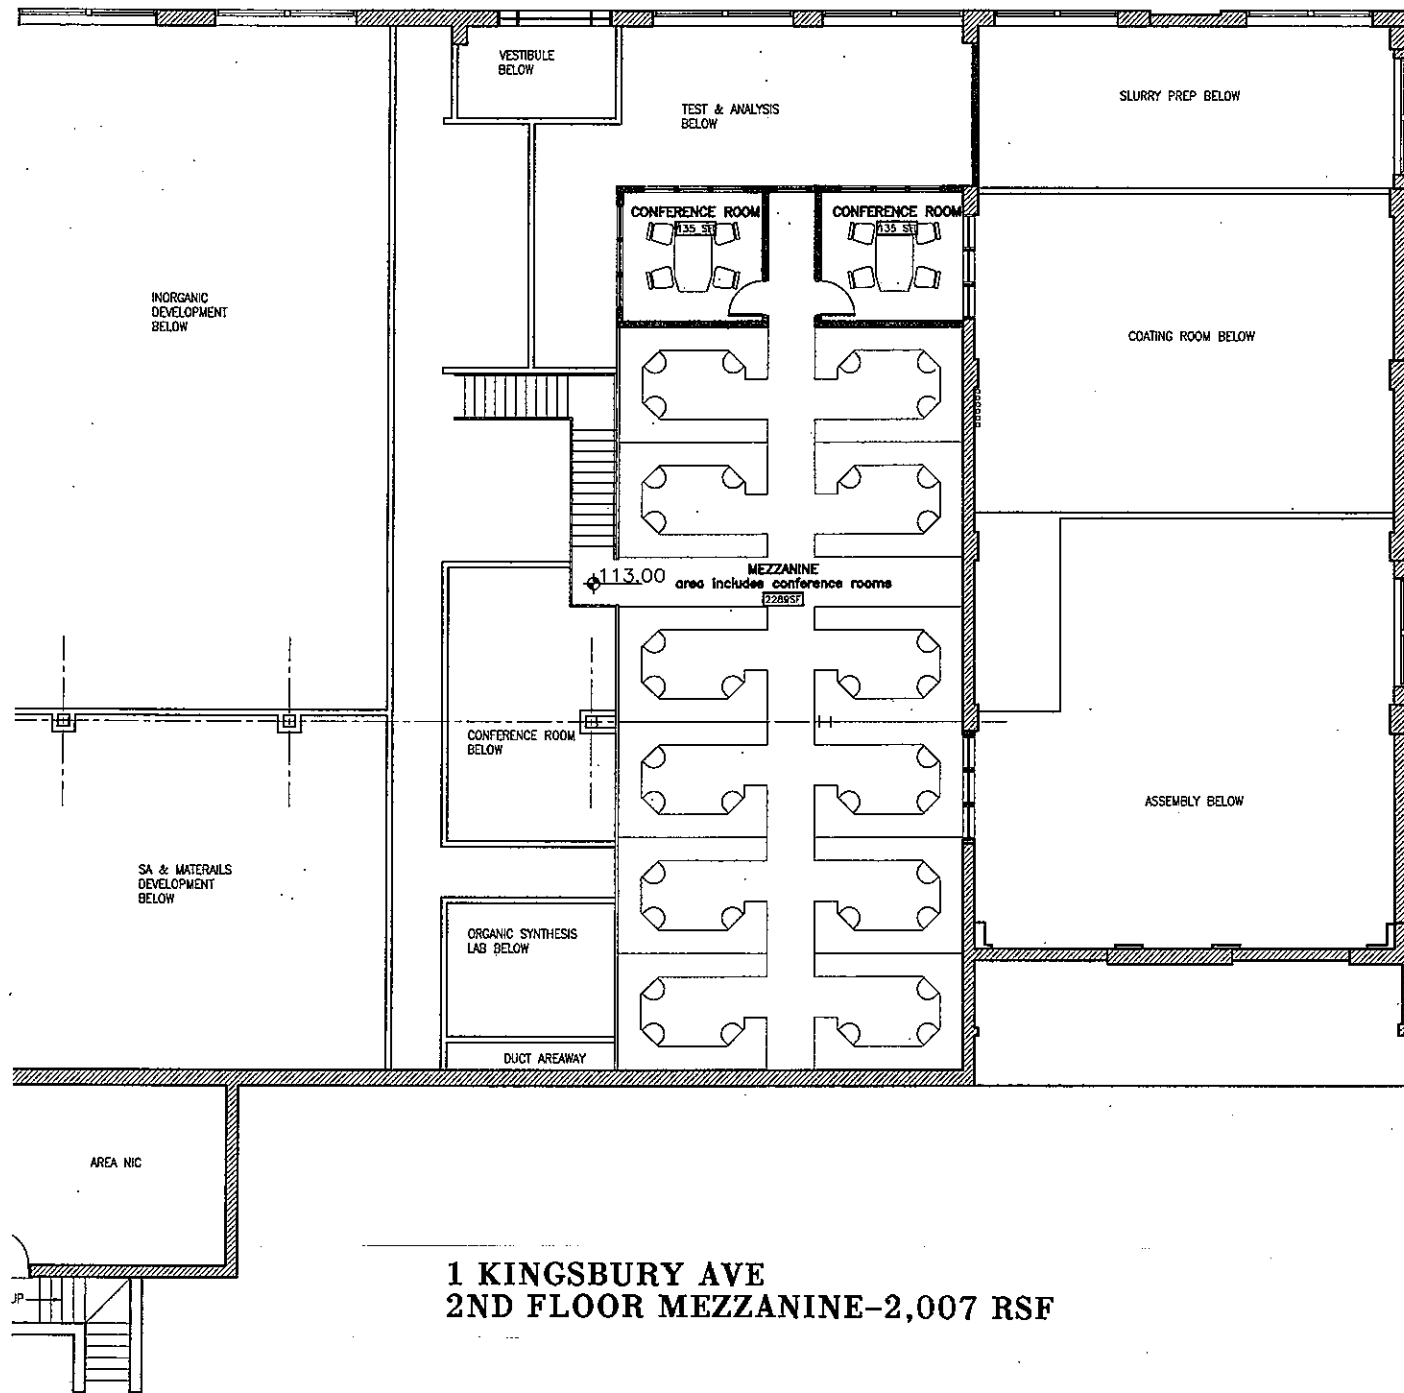 VESTIBULE
BELOW
TEST & ANALYSIS
BELOW
SLURRY PREP BELOW
CONFERENCE ROOM
135 SF
CONFERENCE ROOM
135 SF
INORGANIC
DEVELOPMENT
BELOW
COATING ROOM BELOW
113.00
MEZZANINE
area includes conference rooms
2289SF
CONFERENCE ROOM
BELOW
ASSEMBLY BELOW
SA & MATERAILS
DEVELOPMENT
BELOW
ORGANIC SYNTHESIS
LAB BELOW
DUCT AREAWAY
AREA NIC
UP
1 KINGSBURY AVE
2ND FLOOR MEZZANINE-2,007 RSF